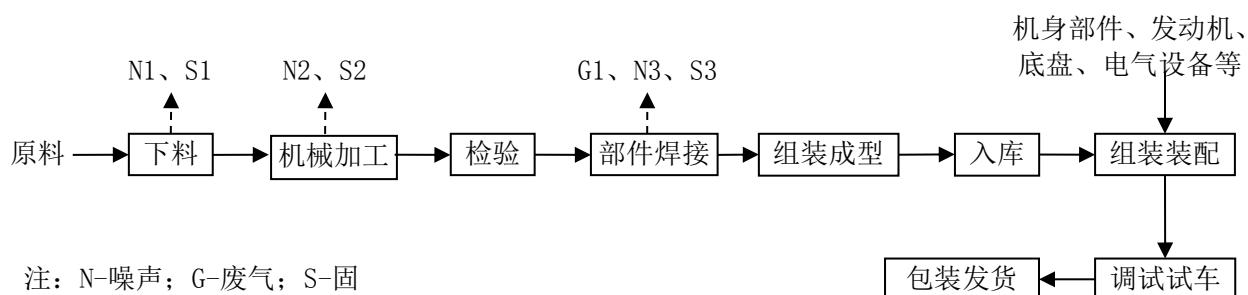 机身部件、发动机、
底盘、电气设备等
N1、S1
N2、S2
G1、N3、S3
原料
下料
机械加工
检验
部件焊接
组装成型
入库
组装装配
注：N-噪声；G-废气；S-固
包装发货
调试试车